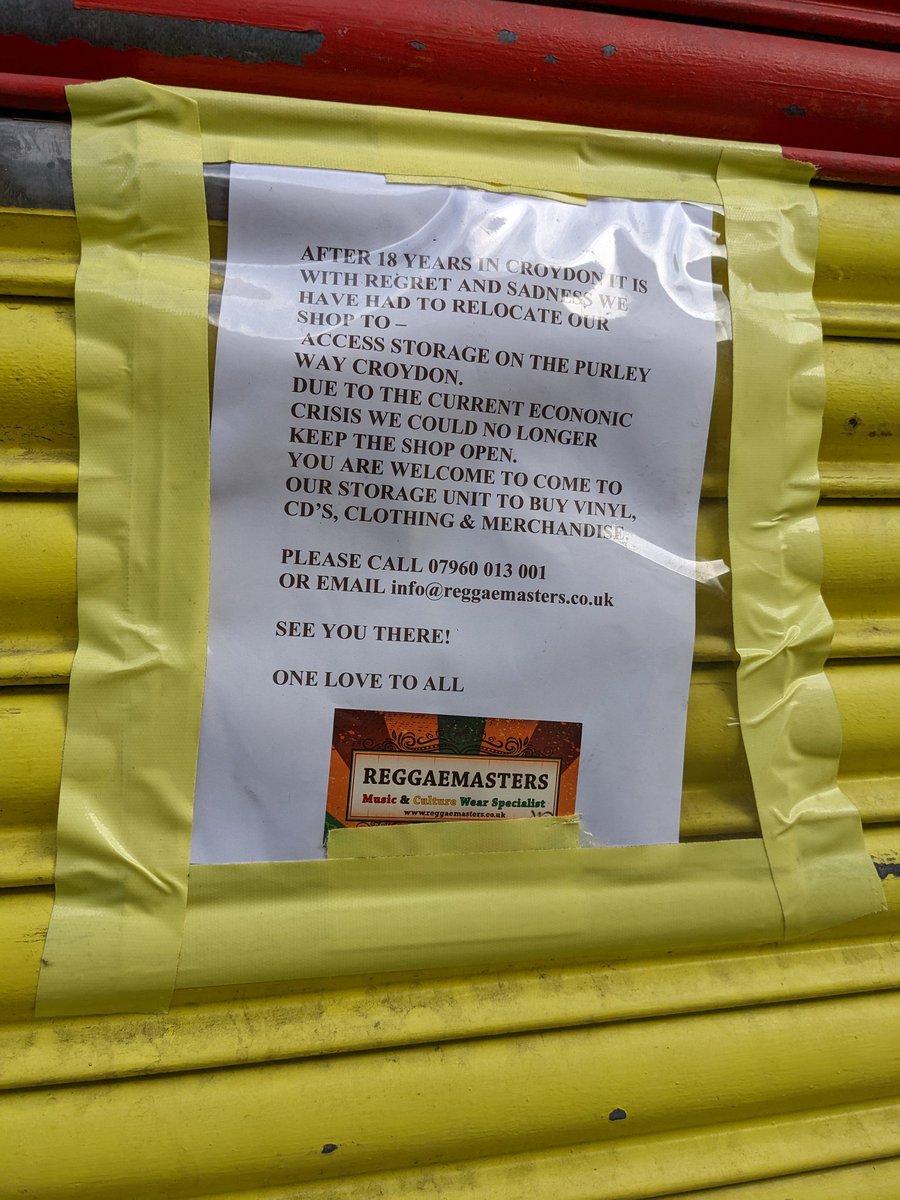 AFTER 18 YEARS IN CROYDON IT IS
WITH REGRET AND SADNESS WE
HAVE HAD TO RELOCATE OUR
SHOP TO –
ACCESS STORAGE ON THE PURLEY
WAY CROYDON.
DUE TO THE CURRENT ECONONIC
CRISIS WE COULD NO LONGER
KEEP THE SHOP OPEN.
YOU ARE WELCOME TO COME TO
OUR STORAGE UNIT TO BUY VINYL,
CD'S, CLOTHING & MERCHANDISE.
PLEASE CALL 07960 013 001
OR EMAIL info@reggaemasters.co.uk
SEE YOU THERE!
ONE LOVE TO ALL
REGGAEMASTERS
Music & Culture Wear Specialist
www.reggaemasters.co.uk